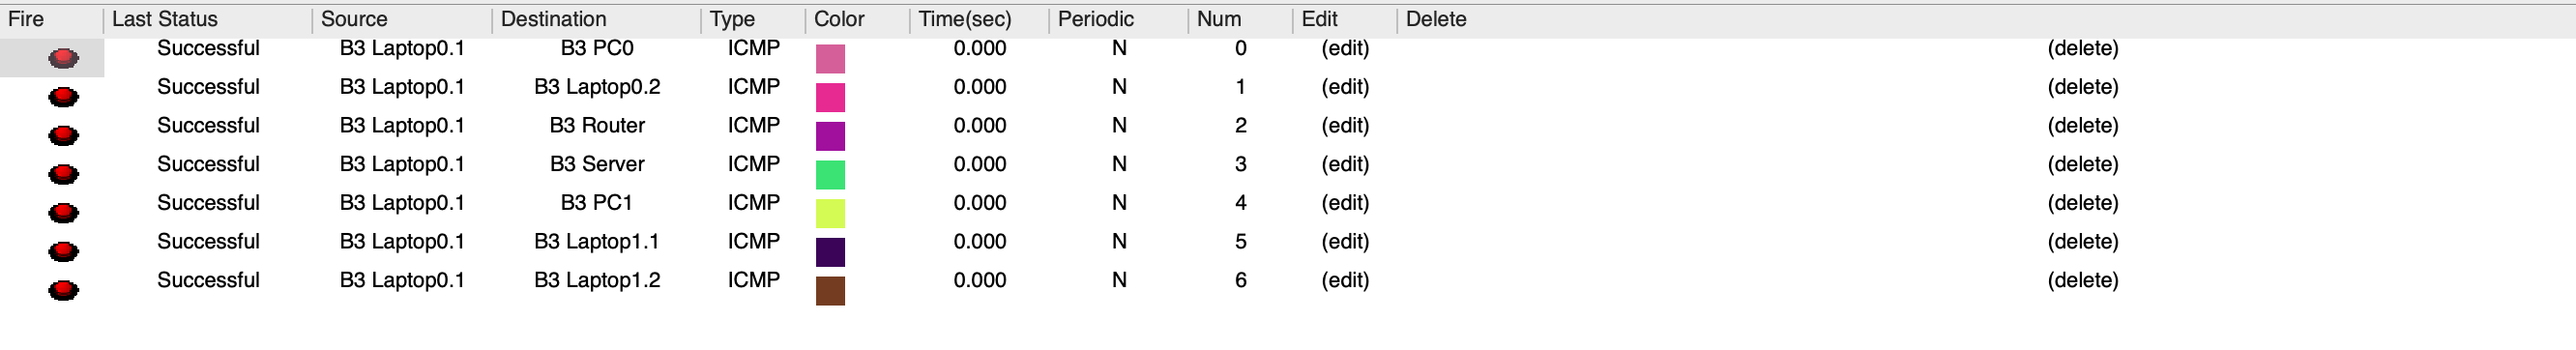 Fire Last Status Source Destination Type Color Time(sec) Periodic Num Edit Delete
Successful B3 Laptop0.1 B3 PC0 ICMP 0.000 N 0 (edit) (delete)
Successful B3 Laptop0.1 B3 Laptop0.2 ICMP 0.000 N 1 (edit) (delete)
Successful B3 Laptop0.1 B3 Router ICMP 0.000 N 2 (edit) (delete)
Successful B3 Laptop0.1 B3 Server ICMP 0.000 N 3 (edit) (delete)
Successful B3 Laptop0.1 B3 PC1 ICMP 0.000 N 4 (edit) (delete)
Successful B3 Laptop0.1 B3 Laptop1.1 ICMP 0.000 N 5 (edit) (delete)
Successful B3 Laptop0.1 B3 Laptop1.2 ICMP 0.000 N 6 (edit) (delete)